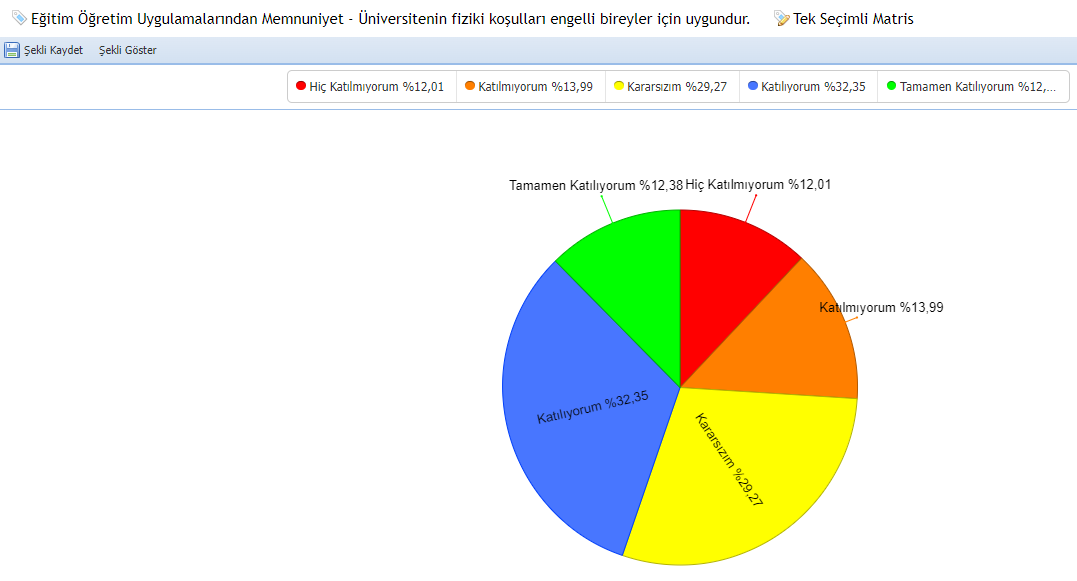 Eğitim Öğretim Uygulamalarından Memnuniyet - Üniversitenin fiziki koşulları engelli bireyler için uygundur. Tek Seçimli Matris
Şekli Kaydet Şekli Göster
Hiç Katılmıyorum %12,01 Katılmıyorum %13,99 Kararsızım %29,27 Katılıyorum %32,35 Tamamen Katılıyorum %12,...
Tamamen Katılıyorum %12,38 Hiç Katılmıyorum %12,01
Katılmıyorum %13,99
Katılıyorum %32,35
Kararsızım %29,27